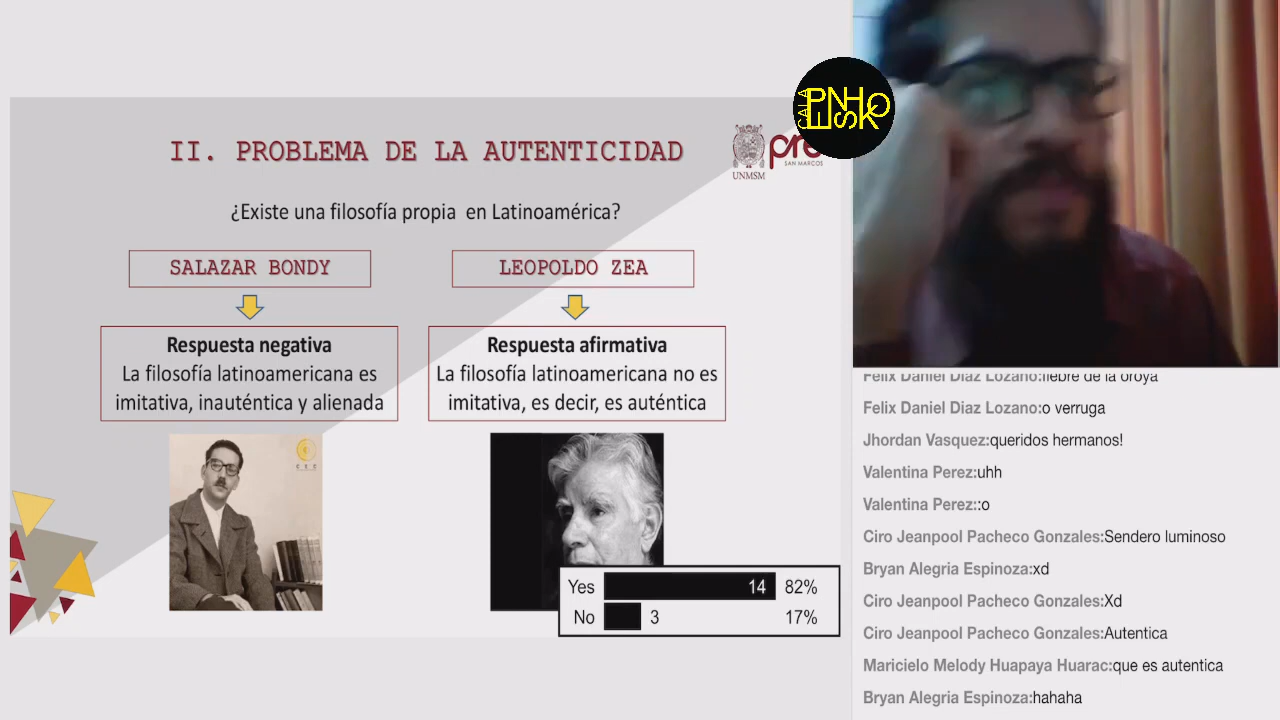 II. PROBLEMA DE LA AUTENTICIDAD
UNMSM
pre
SAN MARCOS
CALA
PENHO
ESK
¿Existe una filosofía propia en Latinoamérica?
SALAZAR BONDY
LEOPOLDO ZEA
Respuesta negativa
La filosofía latinoamericana es
imitativa, inauténtica y alienada
Respuesta afirmativa
La filosofía latinoamericana no es
imitativa, es decir, es auténtica
Yes 14 82%
No 3 17%
Felix Daniel Diaz Lozano:fiebre de la oroya
Felix Daniel Diaz Lozano:o verruga
Jhordan Vasquez:queridos hermanos!
Valentina Perez:uhh
Valentina Perez::o
Ciro Jeanpool Pacheco Gonzales:Sendero luminoso
Bryan Alegria Espinoza:xd
Ciro Jeanpool Pacheco Gonzales:Xd
Ciro Jeanpool Pacheco Gonzales:Autentica
Maricielo Melody Huapaya Huarac:que es autentica
Bryan Alegria Espinoza:hahaha